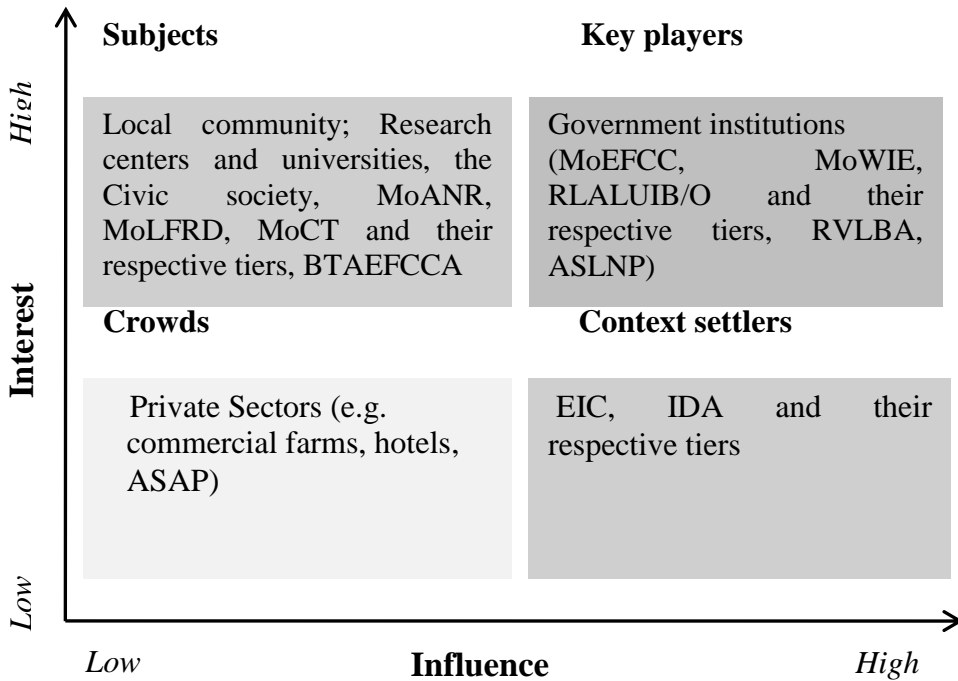 Subjects
Key players
High
Local community; Research
centers and universities, the
Civic society, MoANR,
MoLFRD, MoCT and their
respective tiers, BTAEFCCA
Government institutions
(MoEFCC, MoWIE,
RLALUIB/O and their
respective tiers, RVLBA,
ASLNP)
Interest
Crowds
Context settlers
Private Sectors (e.g.
commercial farms, hotels,
ASAP)
EIC, IDA and their
respective tiers
Low
Low
Influence
High